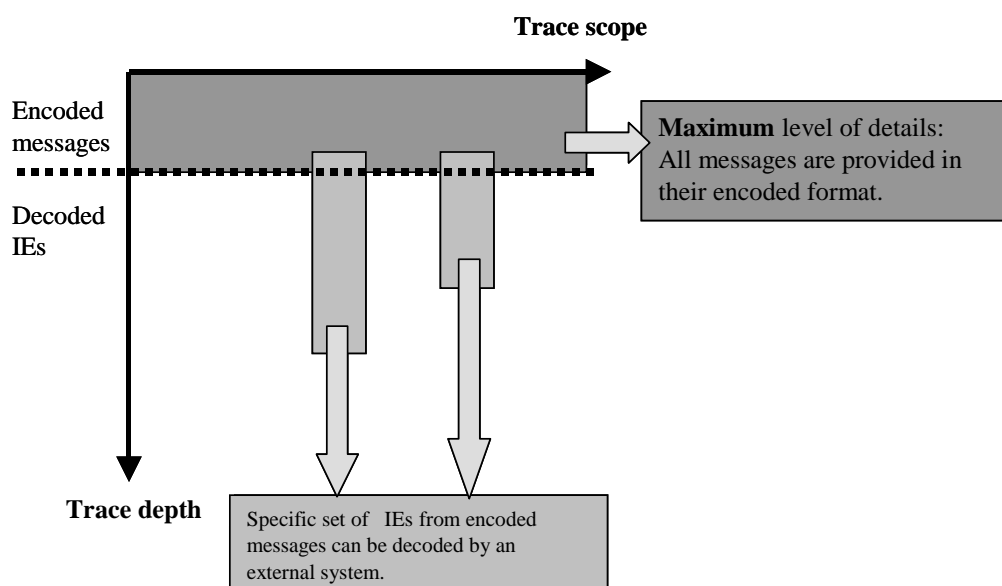 Trace scope
Encoded
messages
Maximum level of details:
All messages are provided in
their encoded format.
Decoded
IEs
Trace depth
Specific set of IEs from encoded
messages can be decoded by an
external system.